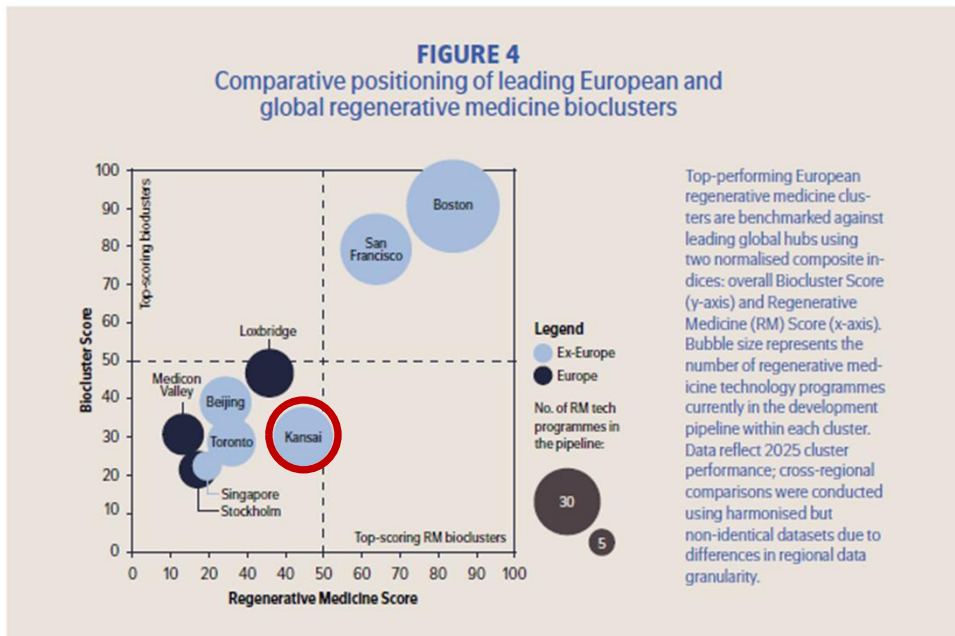 FIGURE 4
Comparative positioning of leading European and
global regenerative medicine bioclusters
100
90
80
70
60
50
40
30
20
10
0
Biocluster Score
Top-scoring bioclusters
Boston
San
Francisco
Loxbridge
Medicon
Valley
Beijing
Toronto
Kansai
Singapore
Stockholm
Top-scoring RM bioclusters
0 10 20 30 40 50 60 70 80 90 100
Regenerative Medicine Score
Legend
Ex-Europe
Europe
No. of RM tech
programmes in
the pipeline:
30
5
Top-performing European
regenerative medicine clus-
ters are benchmarked against
leading global hubs using
two normalised composite in-
dices: overall Biocluster Score
(y-axis) and Regenerative
Medicine (RM) Score (x-axis).
Bubble size represents the
number of regenerative med-
icine technology programmes
currently in the development
pipeline within each cluster.
Data reflect 2025 cluster
performance; cross-regional
comparisons were conducted
using harmonised but
non-identical datasets due to
differences in regional data
granularity.